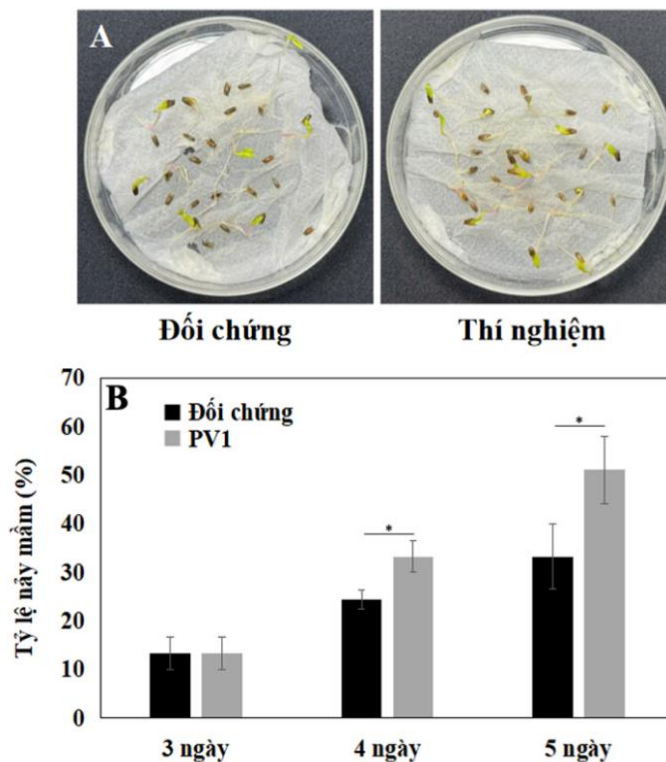 A
Đối chứng
Thí nghiệm
B
Đối chứng
PV1
Tỷ lệ nảy mầm (%)
70
60
50
40
30
20
10
0
*
*
3 ngày
4 ngày
5 ngày